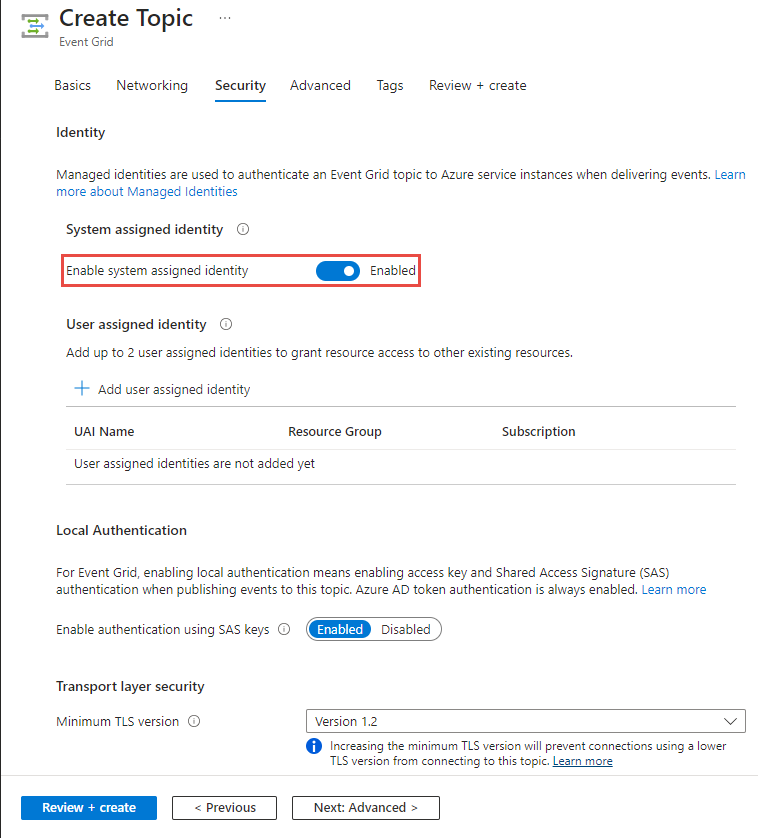 Create Topic ...
Event Grid
Basics Networking Security Advanced Tags Review + create
Identity
Managed identities are used to authenticate an Event Grid topic to Azure service instances when delivering events. Learn
more about Managed Identities
System assigned identity
Enable system assigned identity Enabled
User assigned identity
Add up to 2 user assigned identities to grant resource access to other existing resources.
+ Add user assigned identity
UAI Name Resource Group Subscription
User assigned identities are not added yet
Local Authentication
For Event Grid, enabling local authentication means enabling access key and Shared Access Signature (SAS)
authentication when publishing events to this topic. Azure AD token authentication is always enabled. Learn more
Enable authentication using SAS keys Enabled Disabled
Transport layer security
Minimum TLS version Version 1.2
Increasing the minimum TLS version will prevent connections using a lower
TLS version from connecting to this topic. Learn more
Review + create < Previous Next: Advanced >